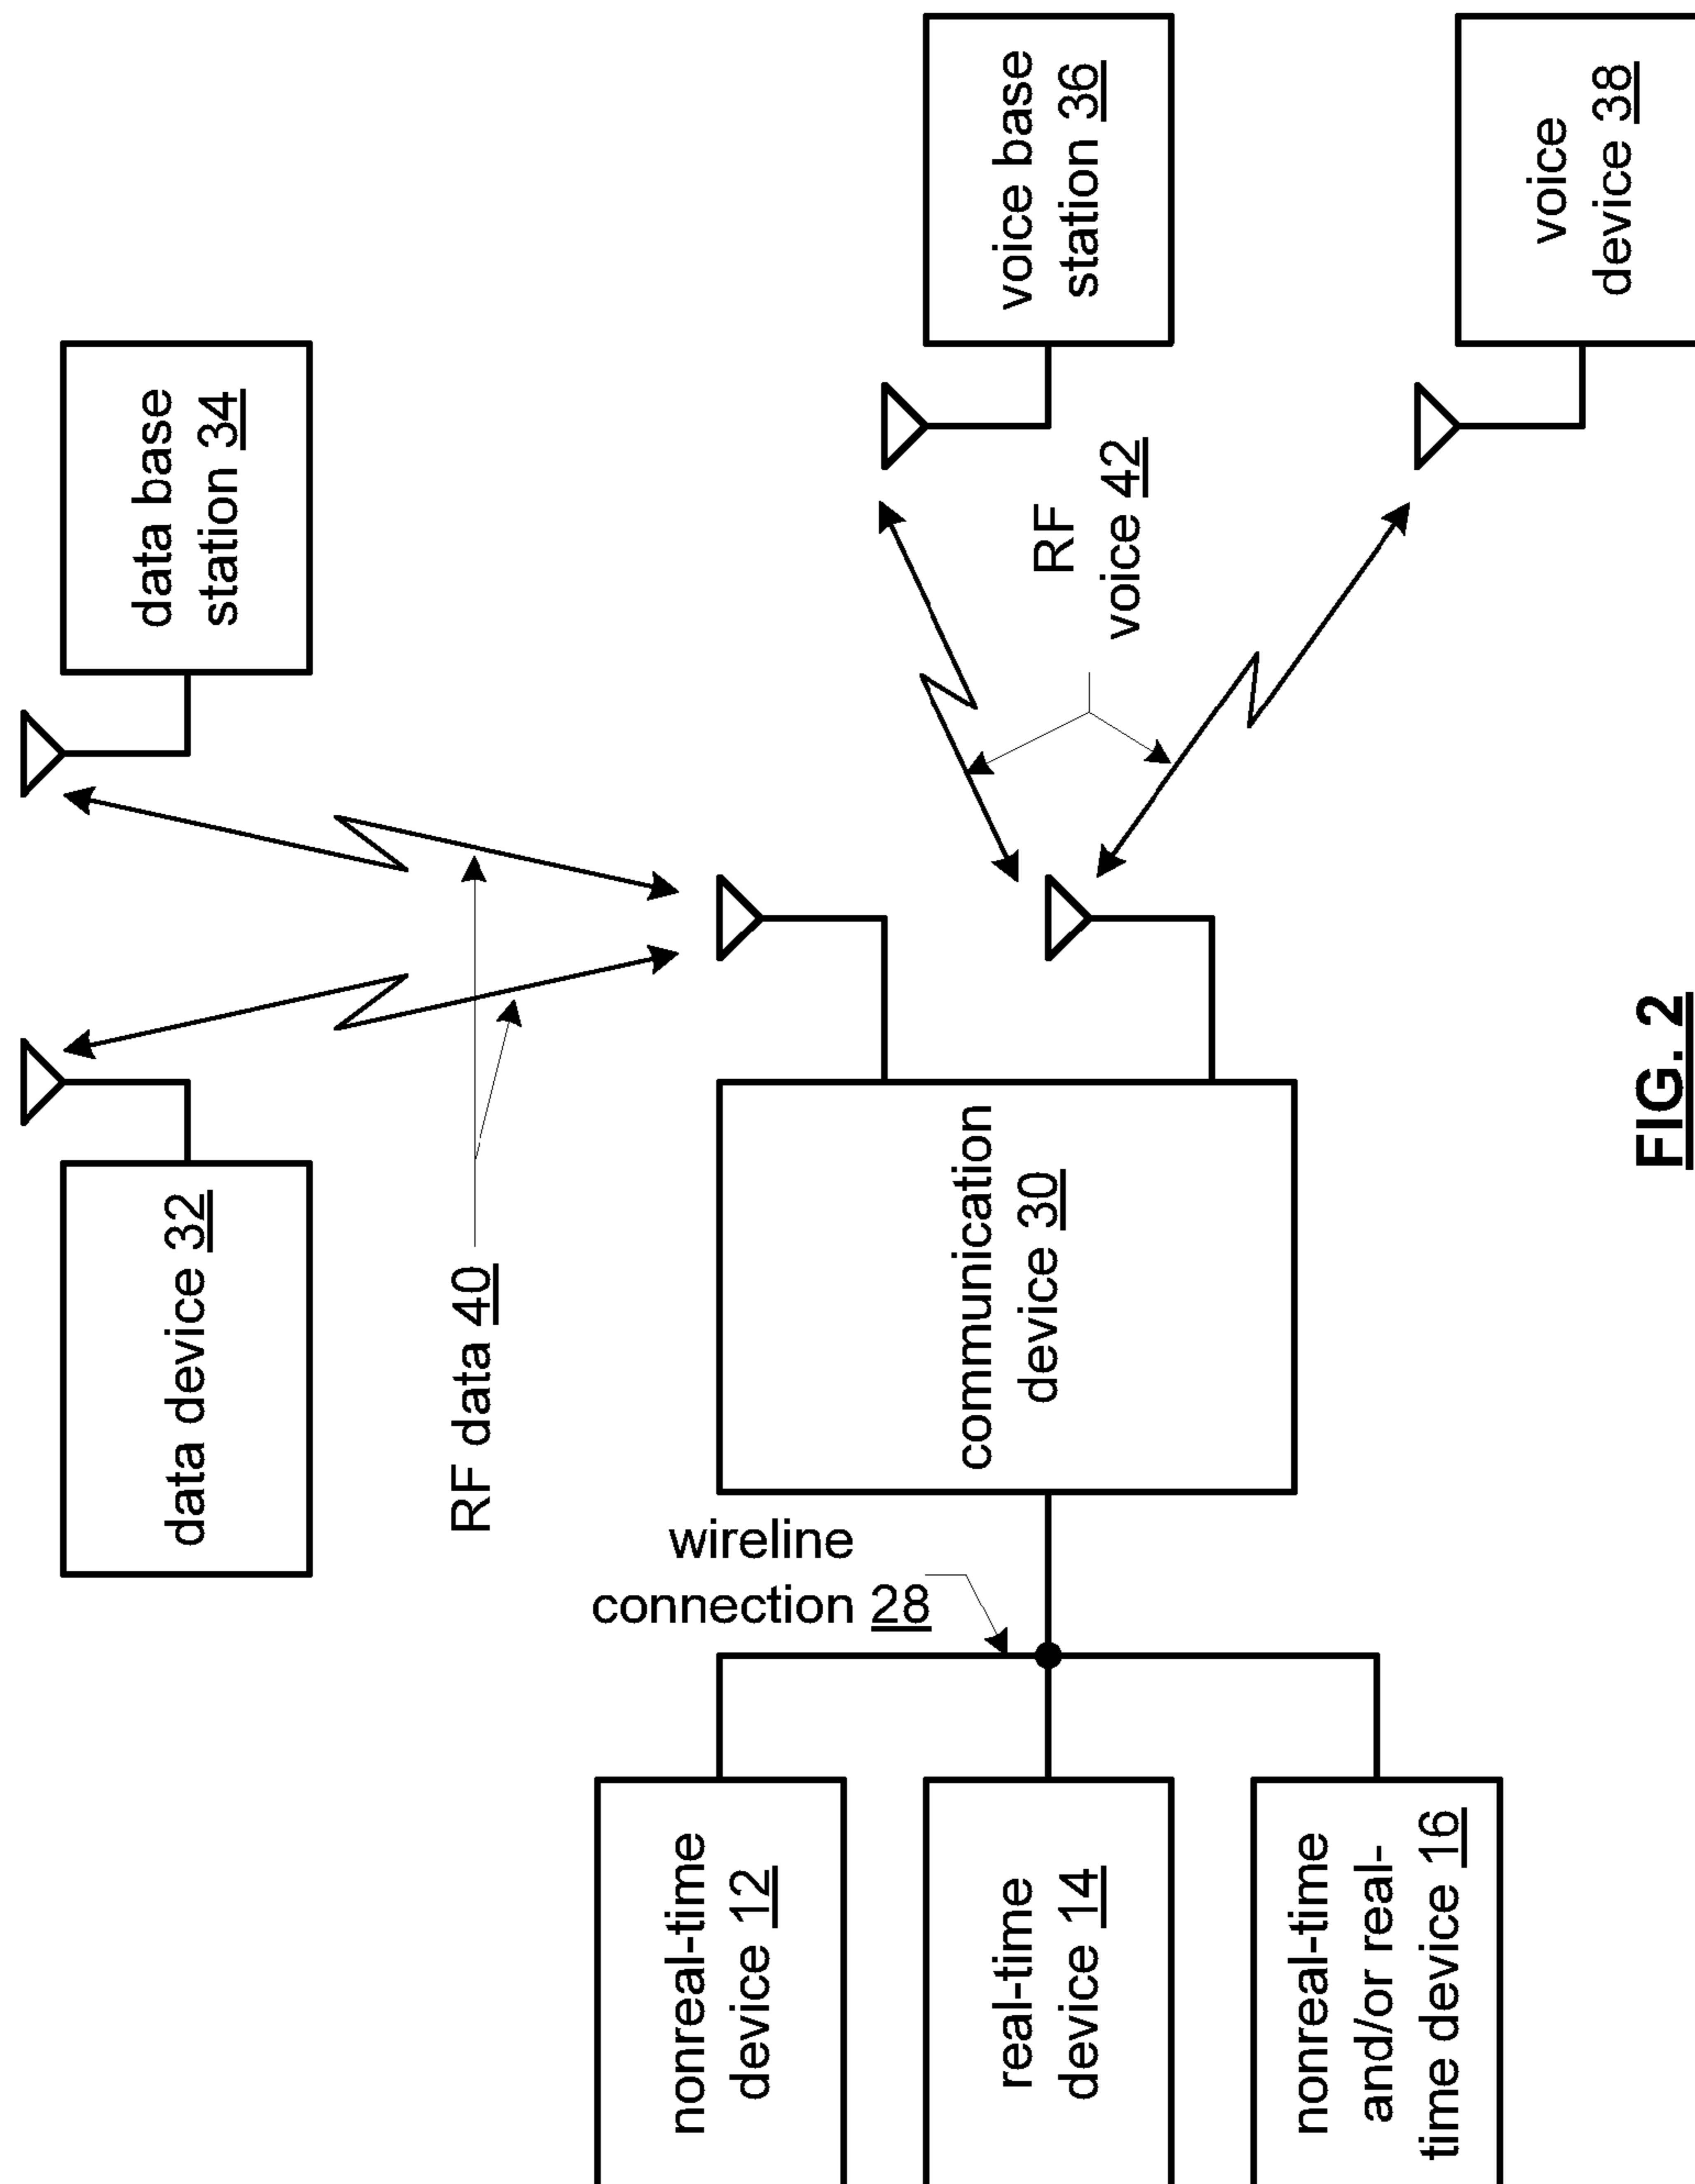 data device 32
data base
station 34
RF data 40
wireline
connection 28
communication
device 30
RF
voice 42
voice base
station 36
voice
device 38
nonreal-time
device 12
real-time
device 14
nonreal-time
and/or real-
time device 16
FIG. 2